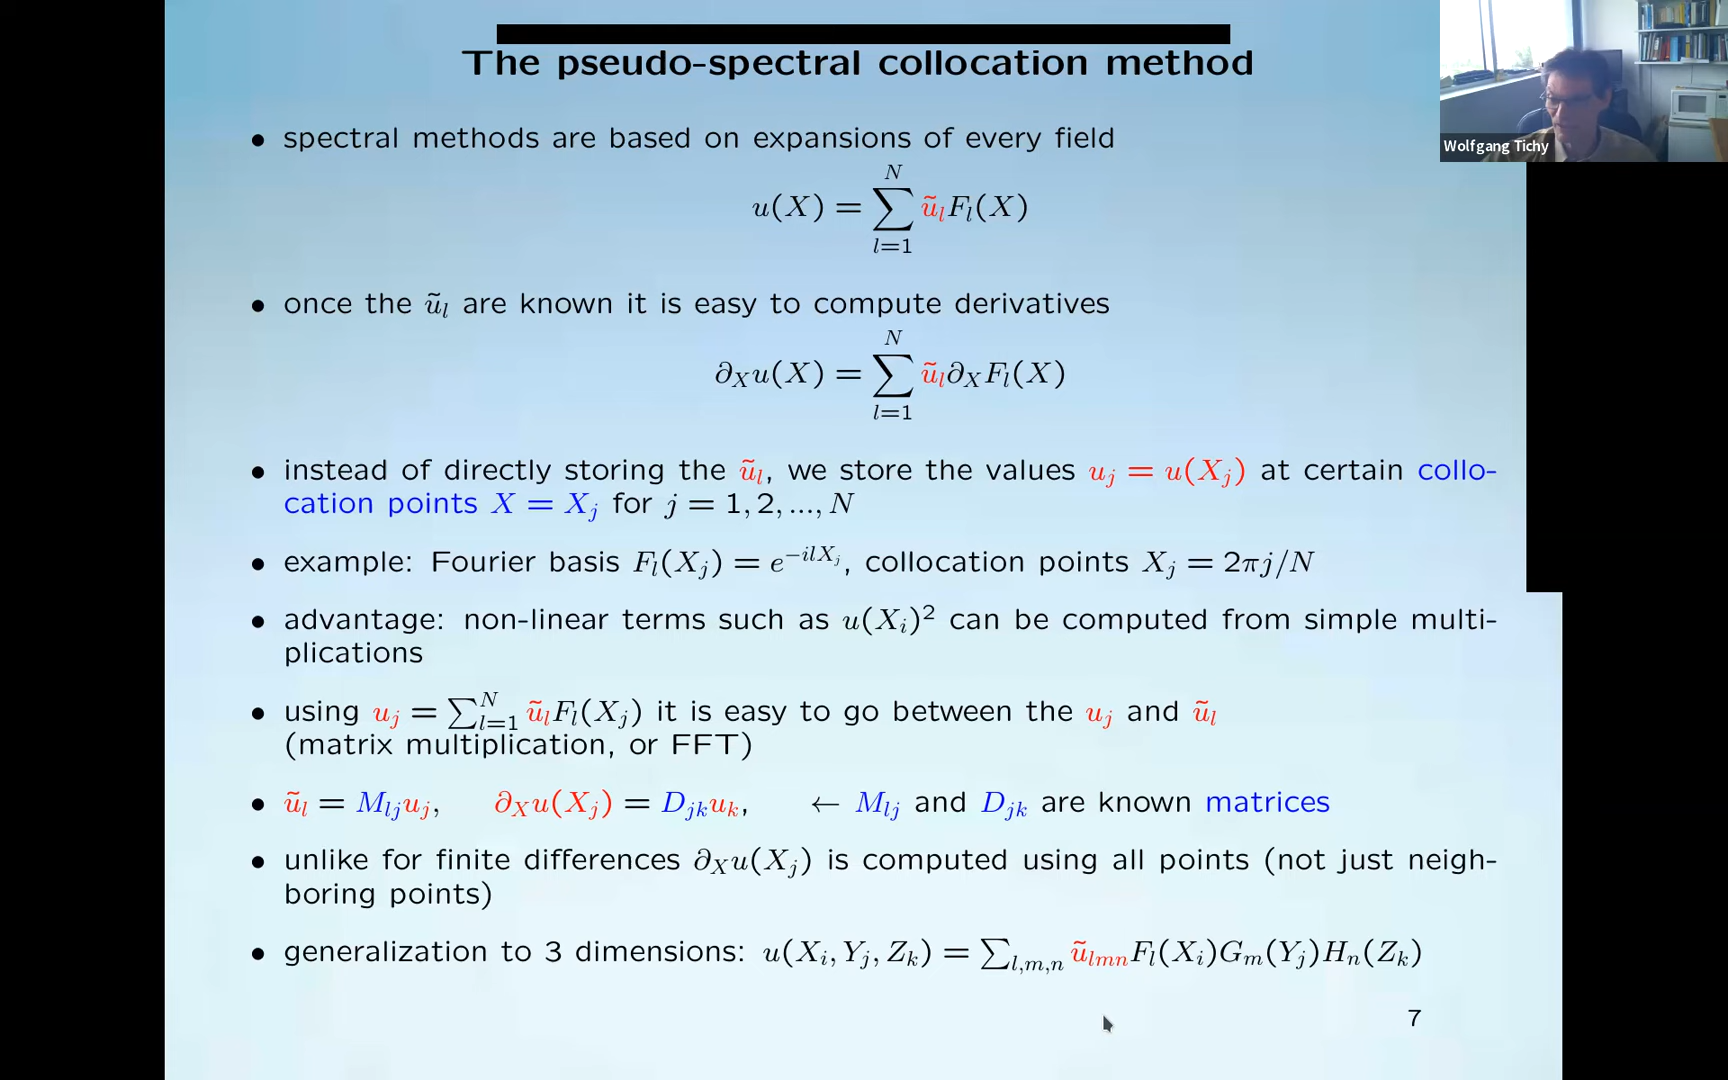 The pseudo-spectral collocation method
Wolfgang Tichy
• spectral methods are based on expansions of every field
u(X) = ∑_{l=1}^{N} ũ_l F_l(X)
• once the ũ_l are known it is easy to compute derivatives
∂_X u(X) = ∑_{l=1}^{N} ũ_l ∂_X F_l(X)
• instead of directly storing the ũ_l, we store the values u_j = u(X_j) at certain collo-
cation points X = X_j for j = 1, 2, ..., N
• example: Fourier basis F_l(X_j) = e^{−ilX_j}, collocation points X_j = 2πj/N
• advantage: non-linear terms such as u(X_i)² can be computed from simple multi-
plications
• using u_j = ∑_{l=1}^{N} ũ_l F_l(X_j) it is easy to go between the u_j and ũ_l
(matrix multiplication, or FFT)
• ũ_l = M_{lj} u_j, ∂_X u(X_j) = D_{jk} u_k, ← M_{lj} and D_{jk} are known matrices
• unlike for finite differences ∂_X u(X_j) is computed using all points (not just neigh-
boring points)
• generalization to 3 dimensions: u(X_i, Y_j, Z_k) = ∑_{l,m,n} ũ_{lmn} F_l(X_i) G_m(Y_j) H_n(Z_k)
7